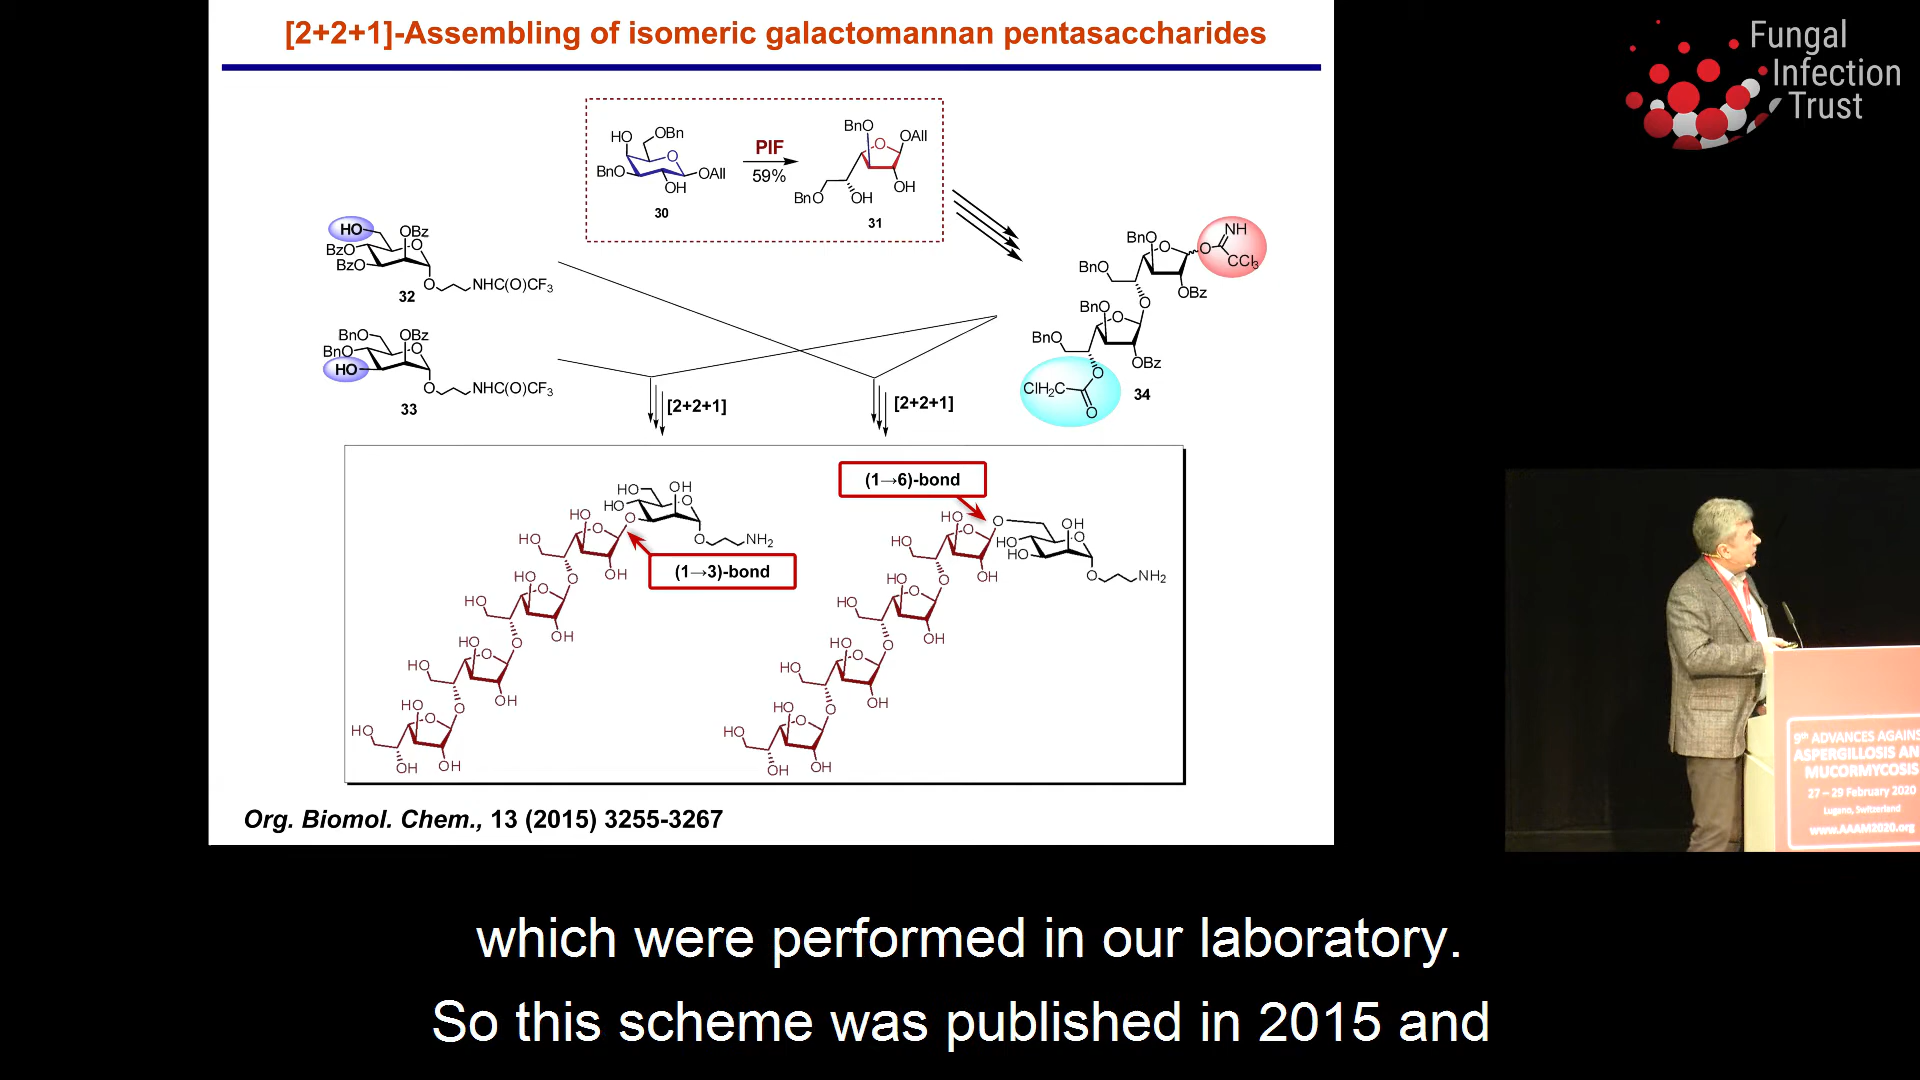 [2+2+1]-Assembling of isomeric galactomannan pentasaccharides
Fungal
Infection
Trust
HO
OBn
BnO
O
OAll
OH
30
PIF
59%
BnO
O
OAll
OH
BnO
OH
31
HO
OBz
BzO
O
BzO
O
NHC(O)CF3
32
BnO
OBz
BnO
O
HO
O
NHC(O)CF3
33
NH
BnO
O
O
CCl3
BnO
OBz
O
BnO
O
BnO
OBz
O
ClH2C
O
34
[2+2+1]
[2+2+1]
(1→6)-bond
HO
OH
HO
O
HO
O
O
NH2
(1→3)-bond
HO
O
HO
OH
O
HO
O
HO
OH
O
HO
O
HO
OH
O
HO
O
HO
OH
OH
HO
O
OH
HO
O
HO
O
NH2
HO
O
HO
OH
O
HO
O
HO
OH
O
HO
O
HO
OH
O
HO
O
HO
OH
OH
Org. Biomol. Chem., 13 (2015) 3255-3267
9th ADVANCES AGAINS
ASPERGILLOSIS AN
MUCORMYCOSIS
27 – 29 February 2020
Lugano, Switzerland
www.AAAM2020.org
which were performed in our laboratory.
So this scheme was published in 2015 and